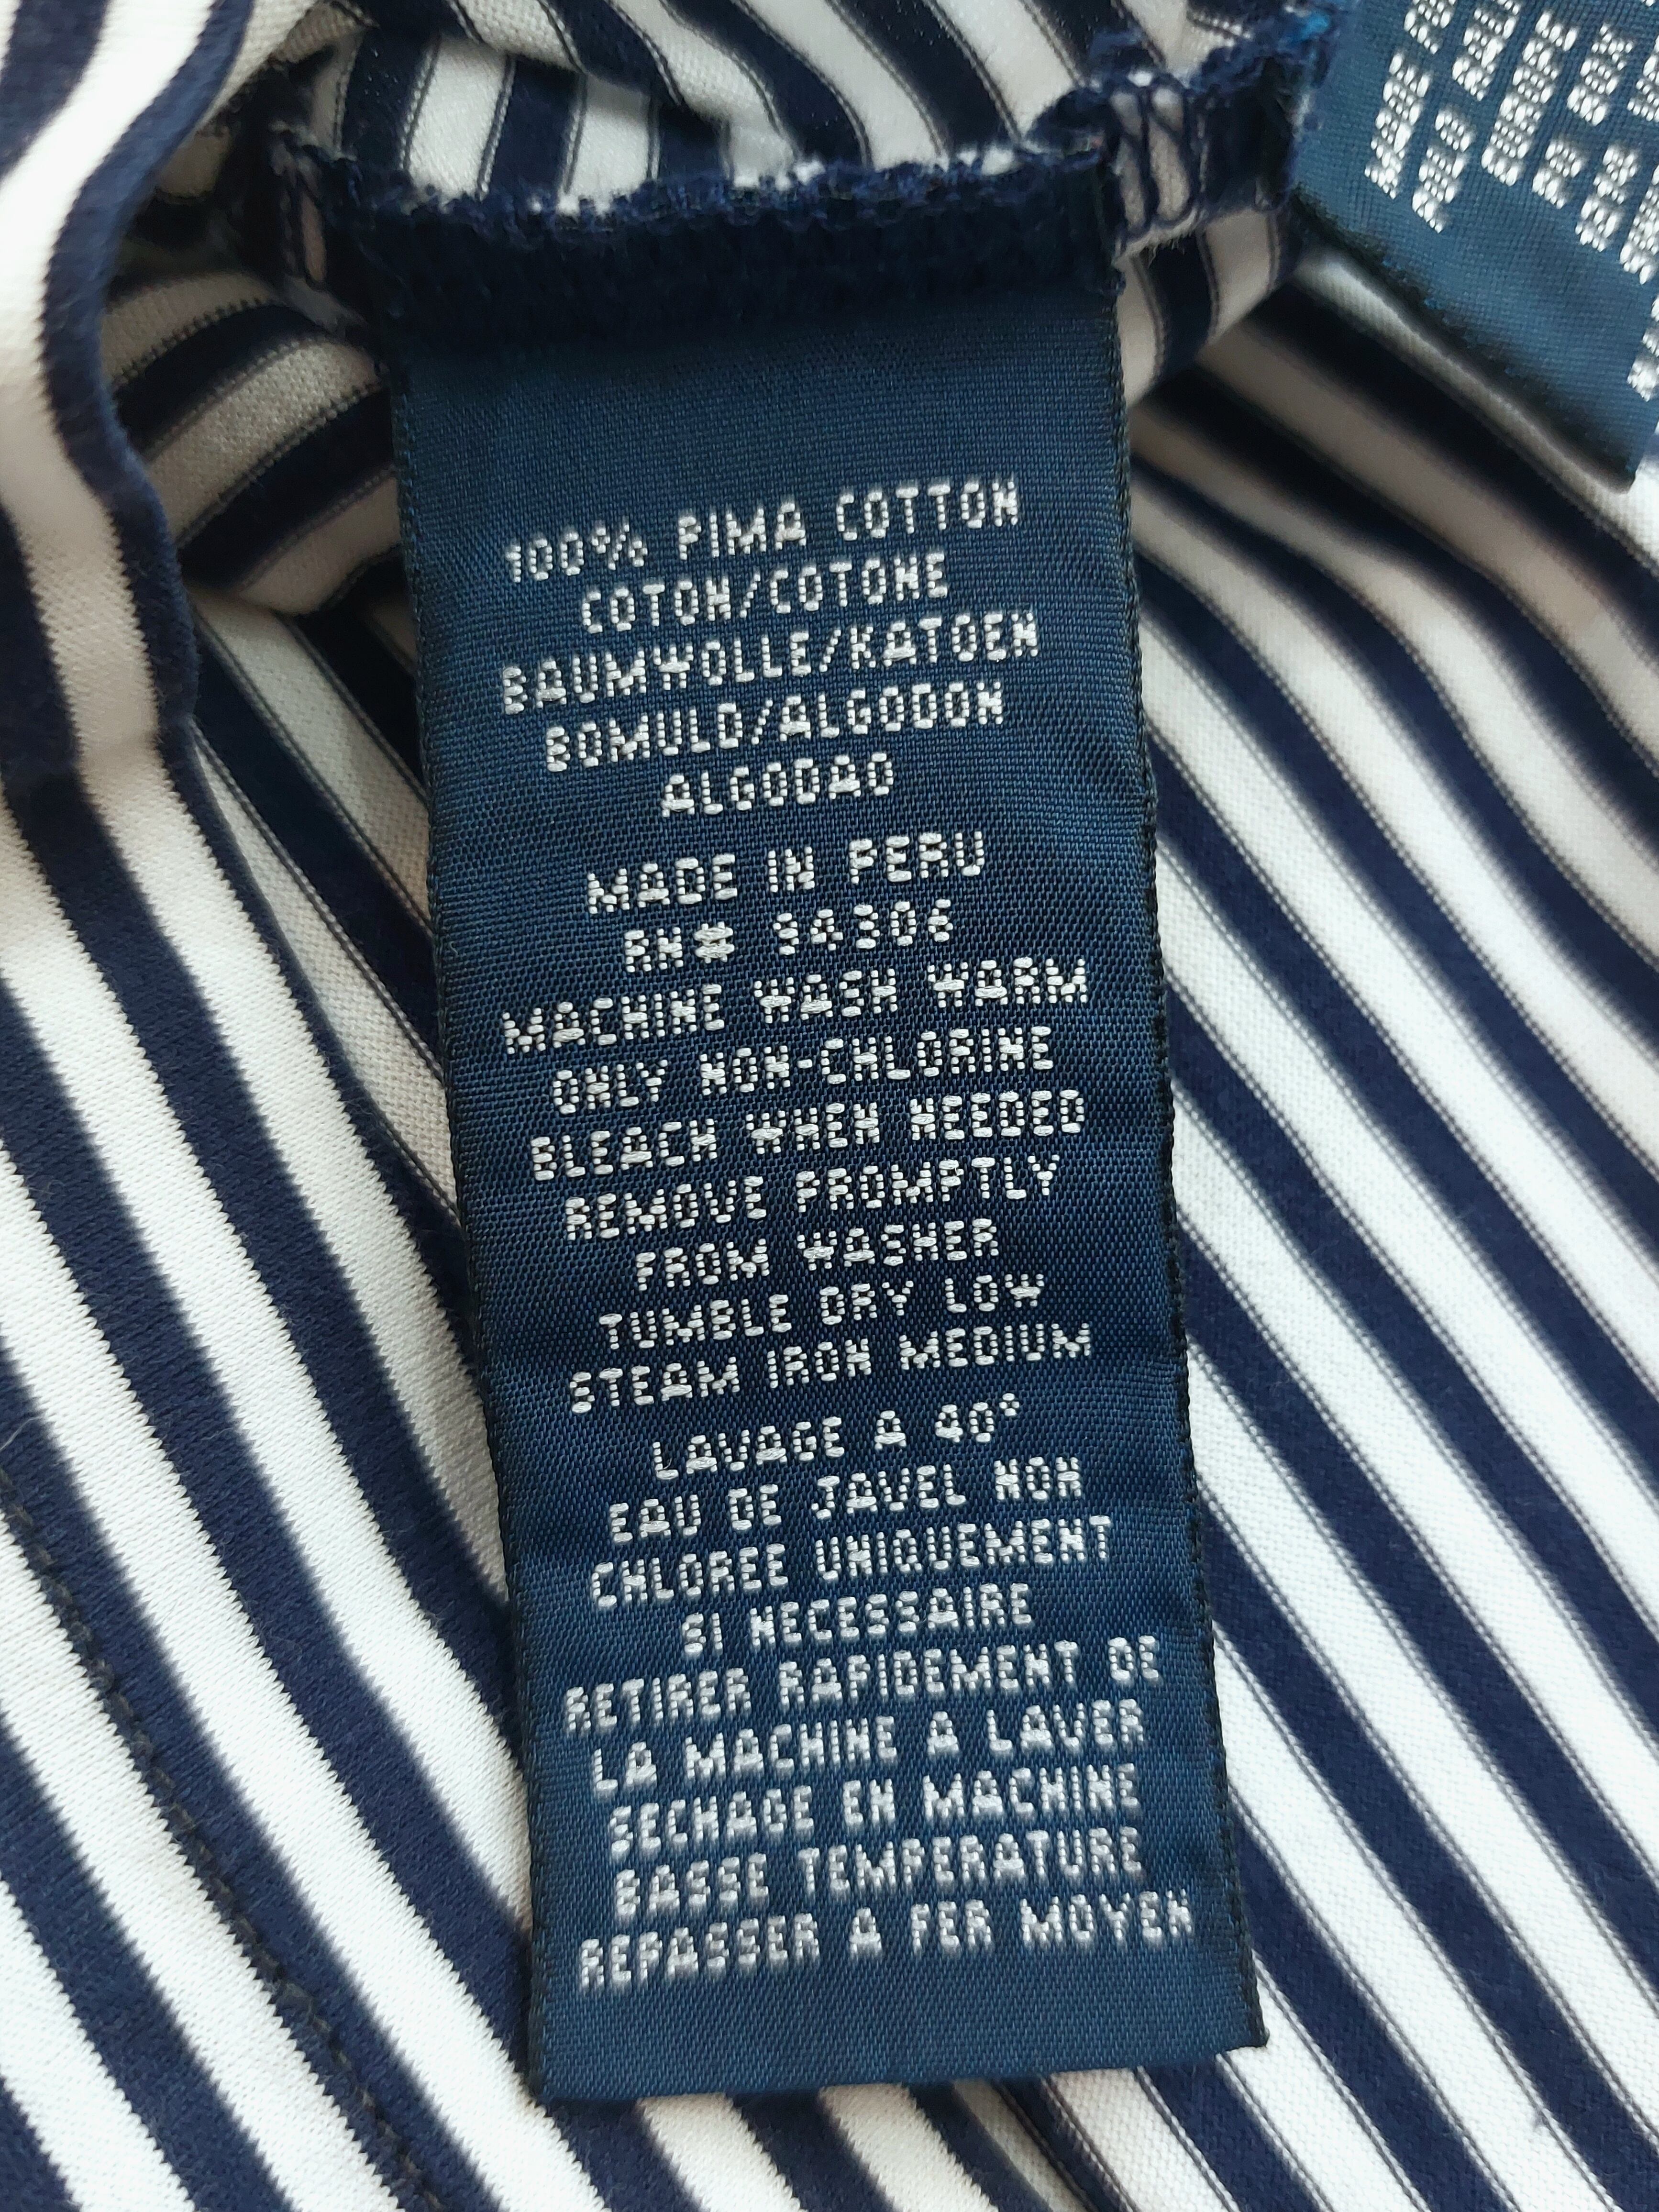 100% PIMA COTTON
COTON/COTONE
BAUMWOLLE/KATOEN
BOMULD/ALGODON
ALGODAO
MADE IN PERU
RN# 94306
MACHINE WASH WARM
ONLY NON-CHLORINE
BLEACH WHEN NEEDED
REMOVE PROMPTLY
FROM WASHER
TUMBLE DRY LOW
STEAM IRON MEDIUM
LAVAGE A 40°
EAU DE JAVEL NON
CHLOREE UNIQUEMENT
SI NECESSAIRE
RETIRER RAPIDEMENT DE
LA MACHINE A LAVER
SECHAGE EN MACHINE
BASSE TEMPERATURE
REPASSER A FER MOYEN